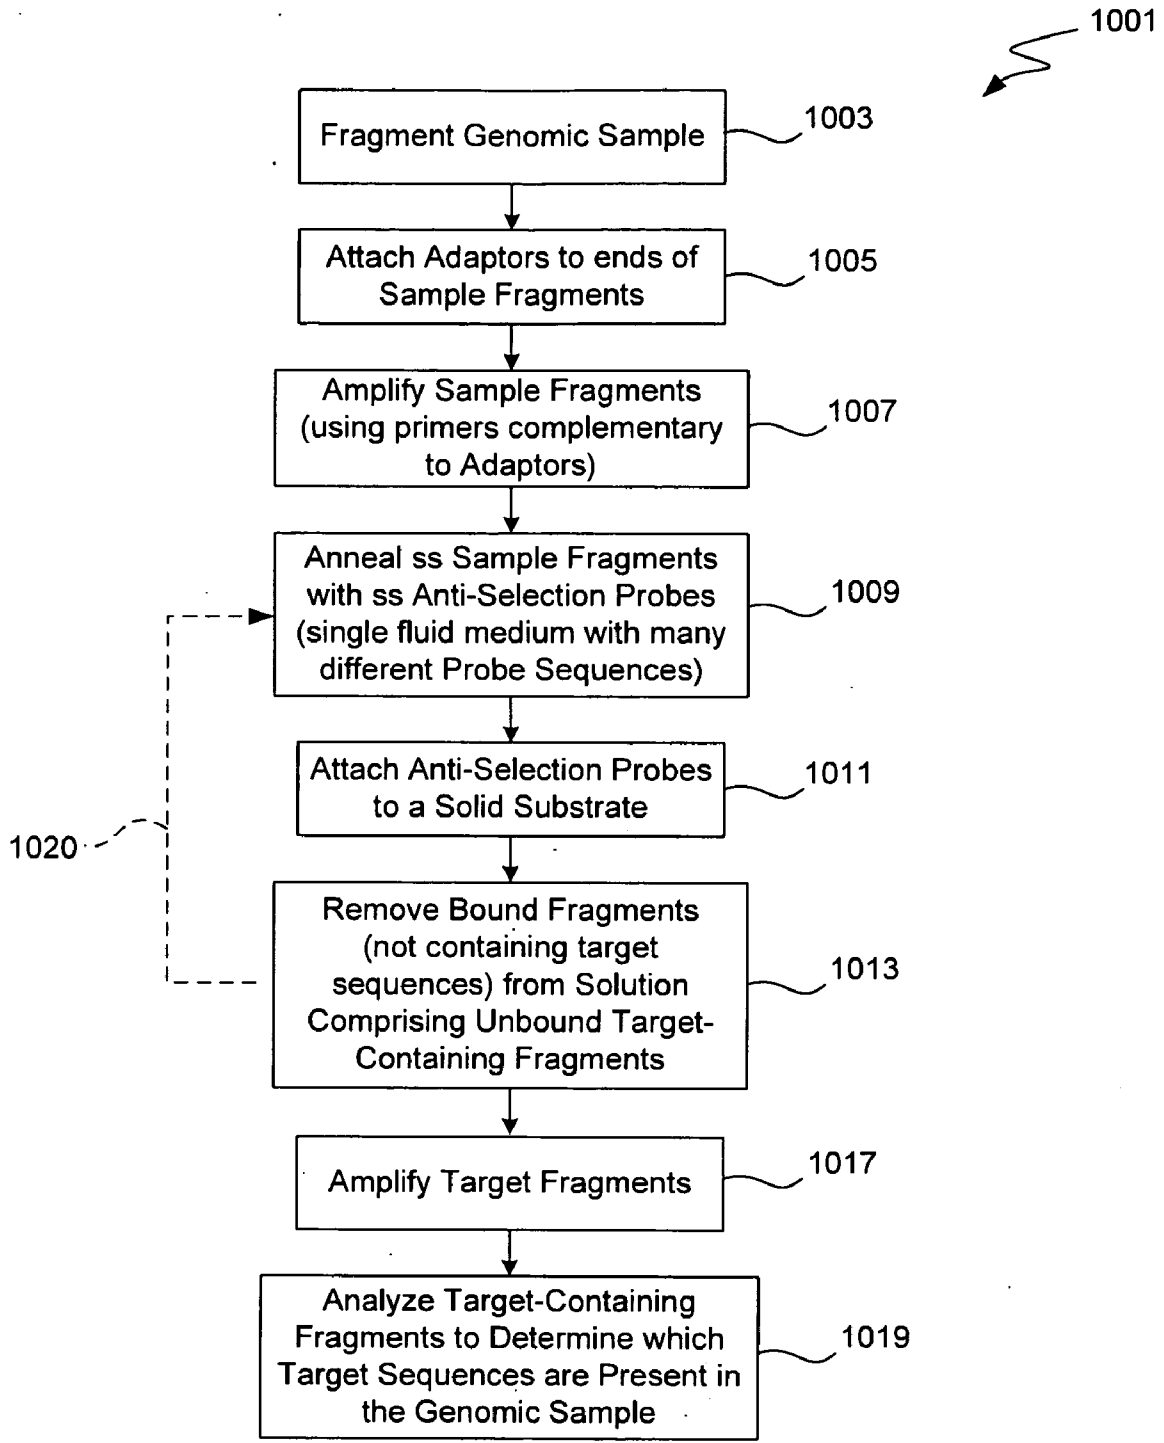 1001
Fragment Genomic Sample
1003
Attach Adaptors to ends of
Sample Fragments
1005
Amplify Sample Fragments
(using primers complementary
to Adaptors)
1007
Anneal ss Sample Fragments
with ss Anti-Selection Probes
(single fluid medium with many
different Probe Sequences)
1009
Attach Anti-Selection Probes
to a Solid Substrate
1011
1020
Remove Bound Fragments
(not containing target
sequences) from Solution
Comprising Unbound Target-
Containing Fragments
1013
Amplify Target Fragments
1017
Analyze Target-Containing
Fragments to Determine which
Target Sequences are Present in
the Genomic Sample
1019